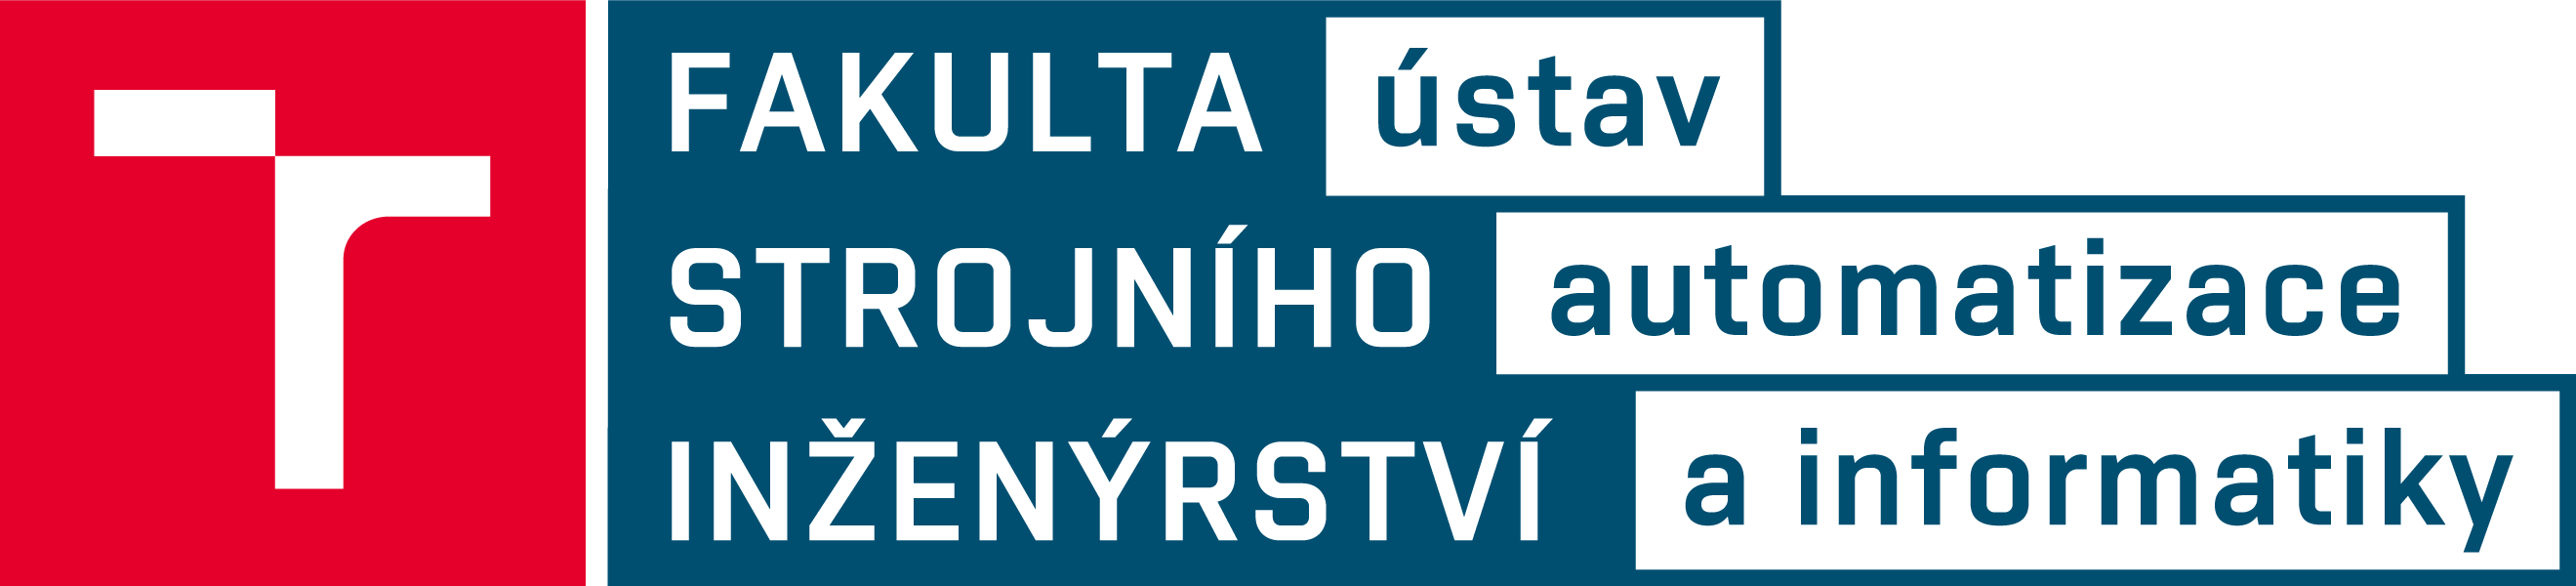 FAKULTA ústav
STROJNÍHO automatizace
INŽENÝRSTVÍ a informatiky